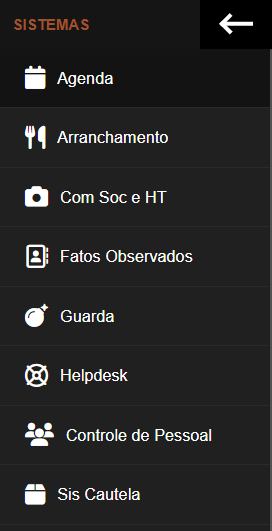 SISTEMAS
Agenda
Arranchamento
Com Soc e HT
Fatos Observados
Guarda
Helpdesk
Controle de Pessoal
Sis Cautela